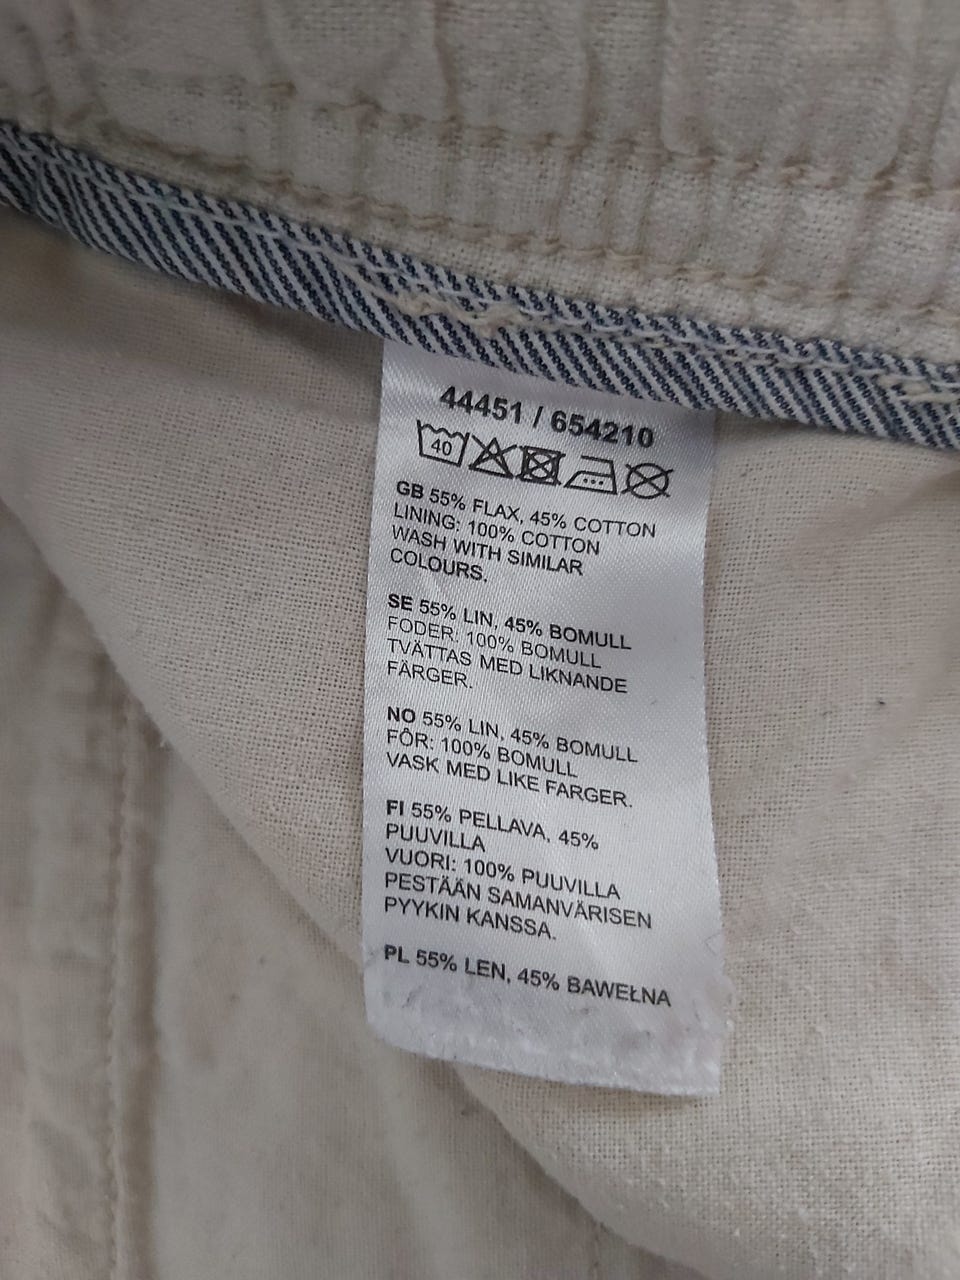 44451 / 654210
40
GB 55% FLAX, 45% COTTON
LINING: 100% COTTON
WASH WITH SIMILAR
COLOURS.
SE 55% LIN, 45% BOMULL
FODER: 100% BOMULL
TVÄTTAS MED LIKNANDE
FÄRGER.
NO 55% LIN, 45% BOMULL
FÔR: 100% BOMULL
VASK MED LIKE FARGER.
FI 55% PELLAVA, 45%
PUUVILLA
VUORI: 100% PUUVILLA
PESTÄÄN SAMANVÄRISEN
PYYKIN KANSSA.
PL 55% LEN, 45% BAWEŁNA